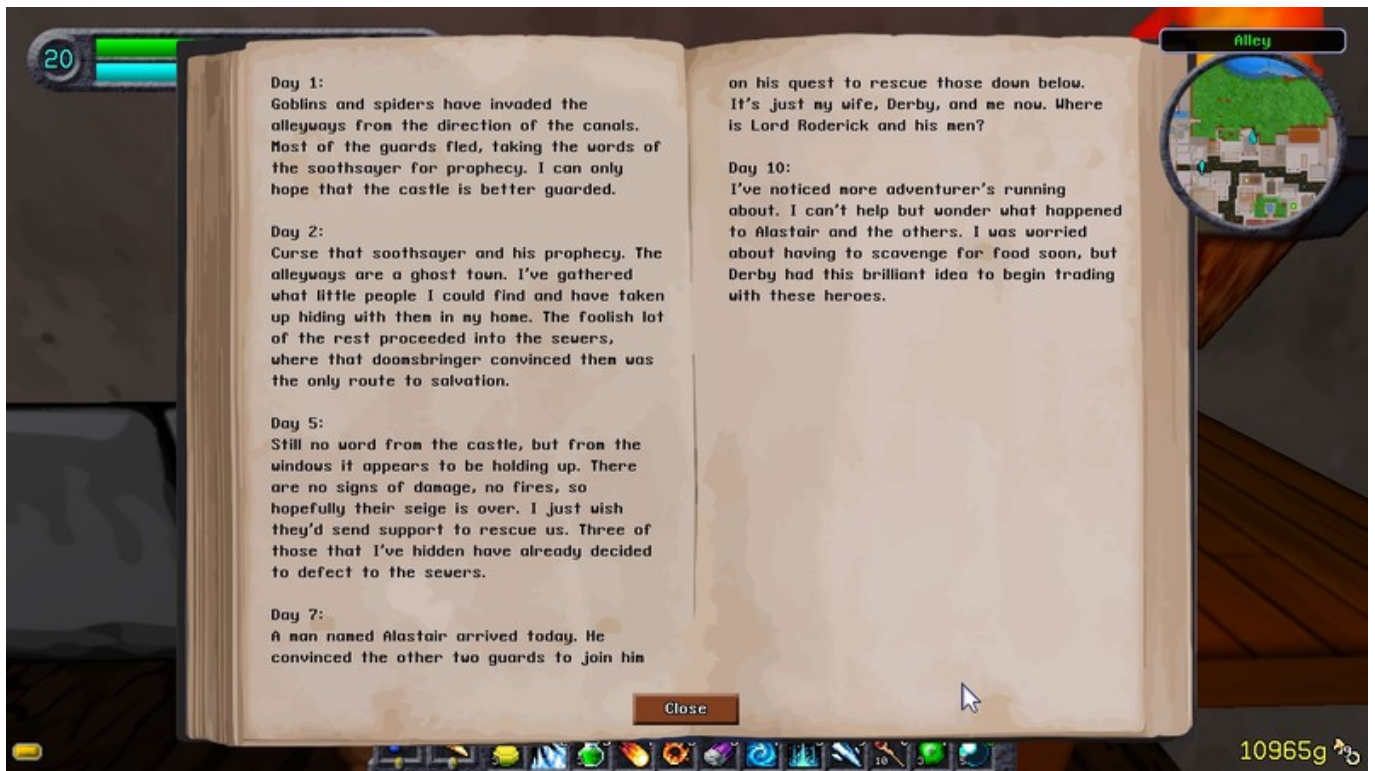 20
Alley
Day 1:
Goblins and spiders have invaded the
alleyways from the direction of the canals.
Most of the guards fled, taking the words of
the soothsayer for prophecy. I can only
hope that the castle is better guarded.
Day 2:
Curse that soothsayer and his prophecy. The
alleyways are a ghost town. I've gathered
what little people I could find and have taken
up hiding with them in my home. The foolish lot
of the rest proceeded into the sewers,
where that doomsbringer convinced them was
the only route to salvation.
Day 5:
Still no word from the castle, but from the
windows it appears to be holding up. There
are no signs of damage, no fires, so
hopefully their seige is over. I just wish
they'd send support to rescue us. Three of
those that I've hidden have already decided
to defect to the sewers.
Day 7:
A man named Alastair arrived today. He
convinced the other two guards to join him
on his quest to rescue those down below.
It's just my wife, Derby, and me now. Where
is Lord Roderick and his men?
Day 10:
I've noticed more adventurer's running
about. I can't help but wonder what happened
to Alastair and the others. I was worried
about having to scavenge for food soon, but
Derby had this brilliant idea to begin trading
with these heroes.
Close
10965g